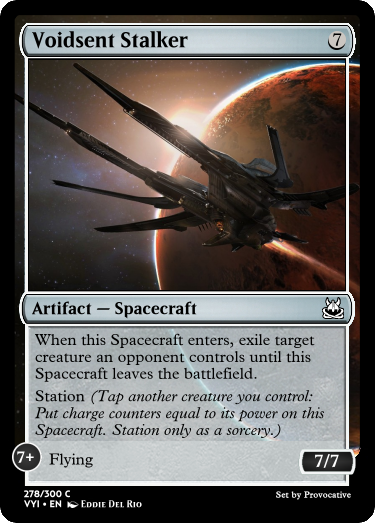 Voidsent Stalker 7
Artifact — Spacecraft
When this Spacecraft enters, exile target
creature an opponent controls until this
Spacecraft leaves the battlefield.
Station (Tap another creature you control:
Put charge counters equal to its power on this
Spacecraft. Station only as a sorcery.)
7+ Flying
7/7
278/300 C
VYI • EN Eddie Del Rio
Set by Provocative